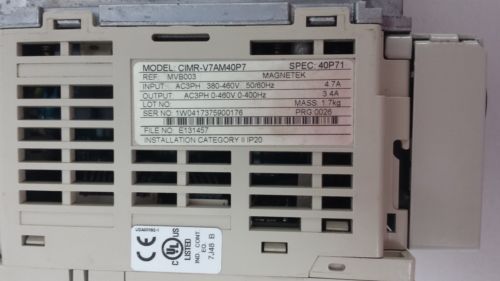 MODEL: CIMR-V7AM40P7 SPEC: 40P71
REF: MVB003 MAGNETEK
INPUT AC3PH 380-460V 50/60Hz 4.7A
OUTPUT AC3PH 0-460V 0-400Hz 3.4A
LOT NO: MASS: 1.7kg
SER NO: 1W0417375900176 PRG:0026
FILE NO: E131457
INSTALLATION CATEGORY II IP20
CE
C UL US
LISTED
IND. CONT.
EQ.
7J48 B